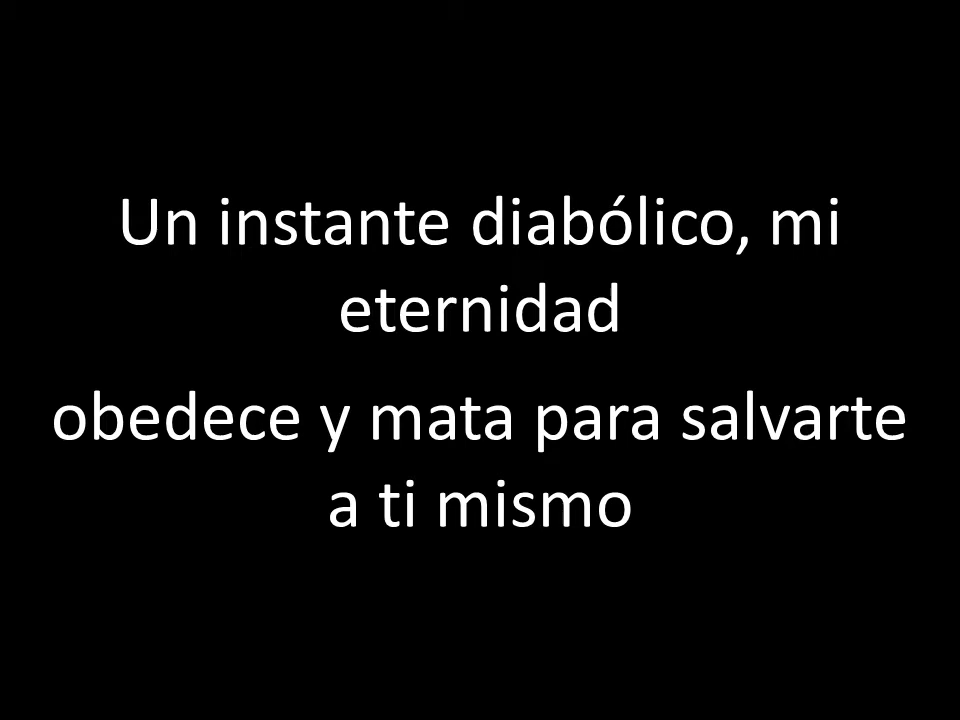 Un instante diabólico, mi
eternidad
obedece y mata para salvarte
a ti mismo